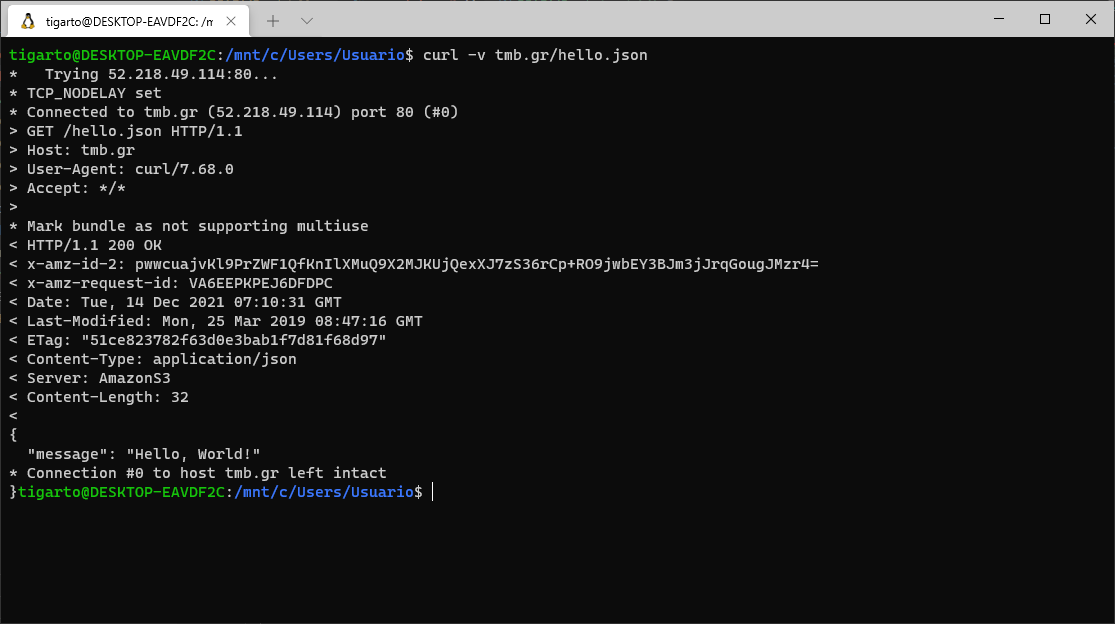 tigarto@DESKTOP-EAVDF2C: /m
tigarto@DESKTOP-EAVDF2C:/mnt/c/Users/Usuario$ curl -v tmb.gr/hello.json
*   Trying 52.218.49.114:80...
* TCP_NODELAY set
* Connected to tmb.gr (52.218.49.114) port 80 (#0)
> GET /hello.json HTTP/1.1
> Host: tmb.gr
> User-Agent: curl/7.68.0
> Accept: */*
>
* Mark bundle as not supporting multiuse
< HTTP/1.1 200 OK
< x-amz-id-2: pwwcuajvKl9PrZWF1QfKnIlXMuQ9X2MJKUjQexXJ7zS36rCp+RO9jwbEY3BJm3jJrqGougJMzr4=
< x-amz-request-id: VA6EEPKPEJ6DFDPC
< Date: Tue, 14 Dec 2021 07:10:31 GMT
< Last-Modified: Mon, 25 Mar 2019 08:47:16 GMT
< ETag: "51ce823782f63d0e3bab1f7d81f68d97"
< Content-Type: application/json
< Server: AmazonS3
< Content-Length: 32
<
{
  "message": "Hello, World!"
* Connection #0 to host tmb.gr left intact
}tigarto@DESKTOP-EAVDF2C:/mnt/c/Users/Usuario$